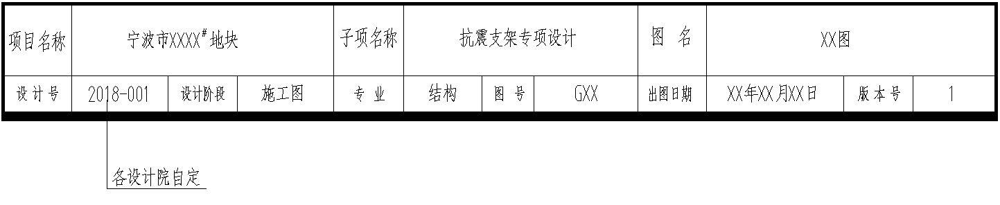 项目名称 宁波市XXXX#地块 子项名称 抗震支架专项设计 图 名 XX图
设计号 2018-001 设计阶段 施工图 专 业 结构 图 号 GXX 出图日期 XX年XX月XX日 版本号 1
各设计院自定